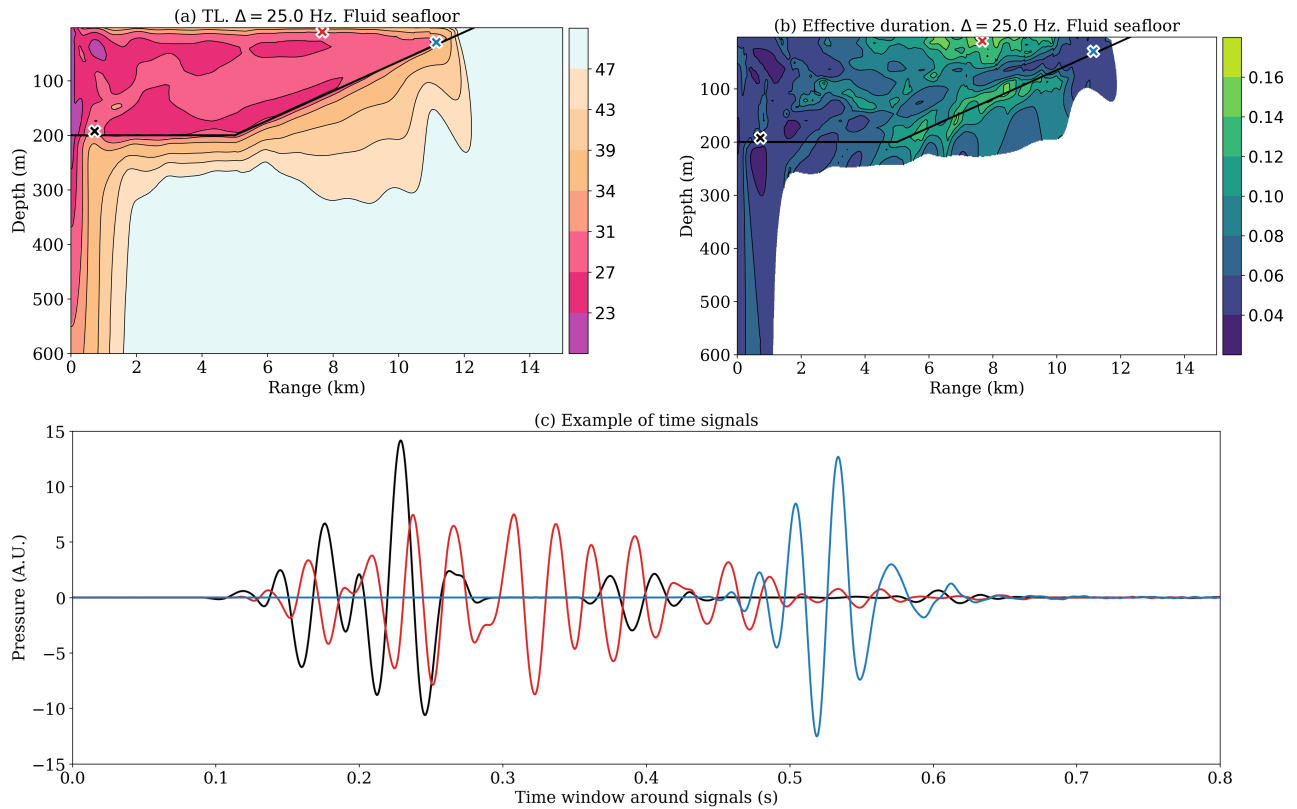 (a) TL. Δ = 25.0 Hz. Fluid seafloor
100
200
300
400
500
600
Depth (m)
0 2 4 6 8 10 12 14
Range (km)
47
43
39
34
31
27
23
(b) Effective duration. Δ = 25.0 Hz. Fluid seafloor
100
200
300
400
500
600
Depth (m)
0 2 4 6 8 10 12 14
Range (km)
0.16
0.14
0.12
0.10
0.08
0.06
0.04
(c) Example of time signals
15
10
5
0
−5
−10
−15
Pressure (A.U.)
0.0 0.1 0.2 0.3 0.4 0.5 0.6 0.7 0.8
Time window around signals (s)